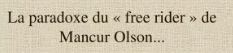 La paradoxe du « free rider » de
Mancur Olson...